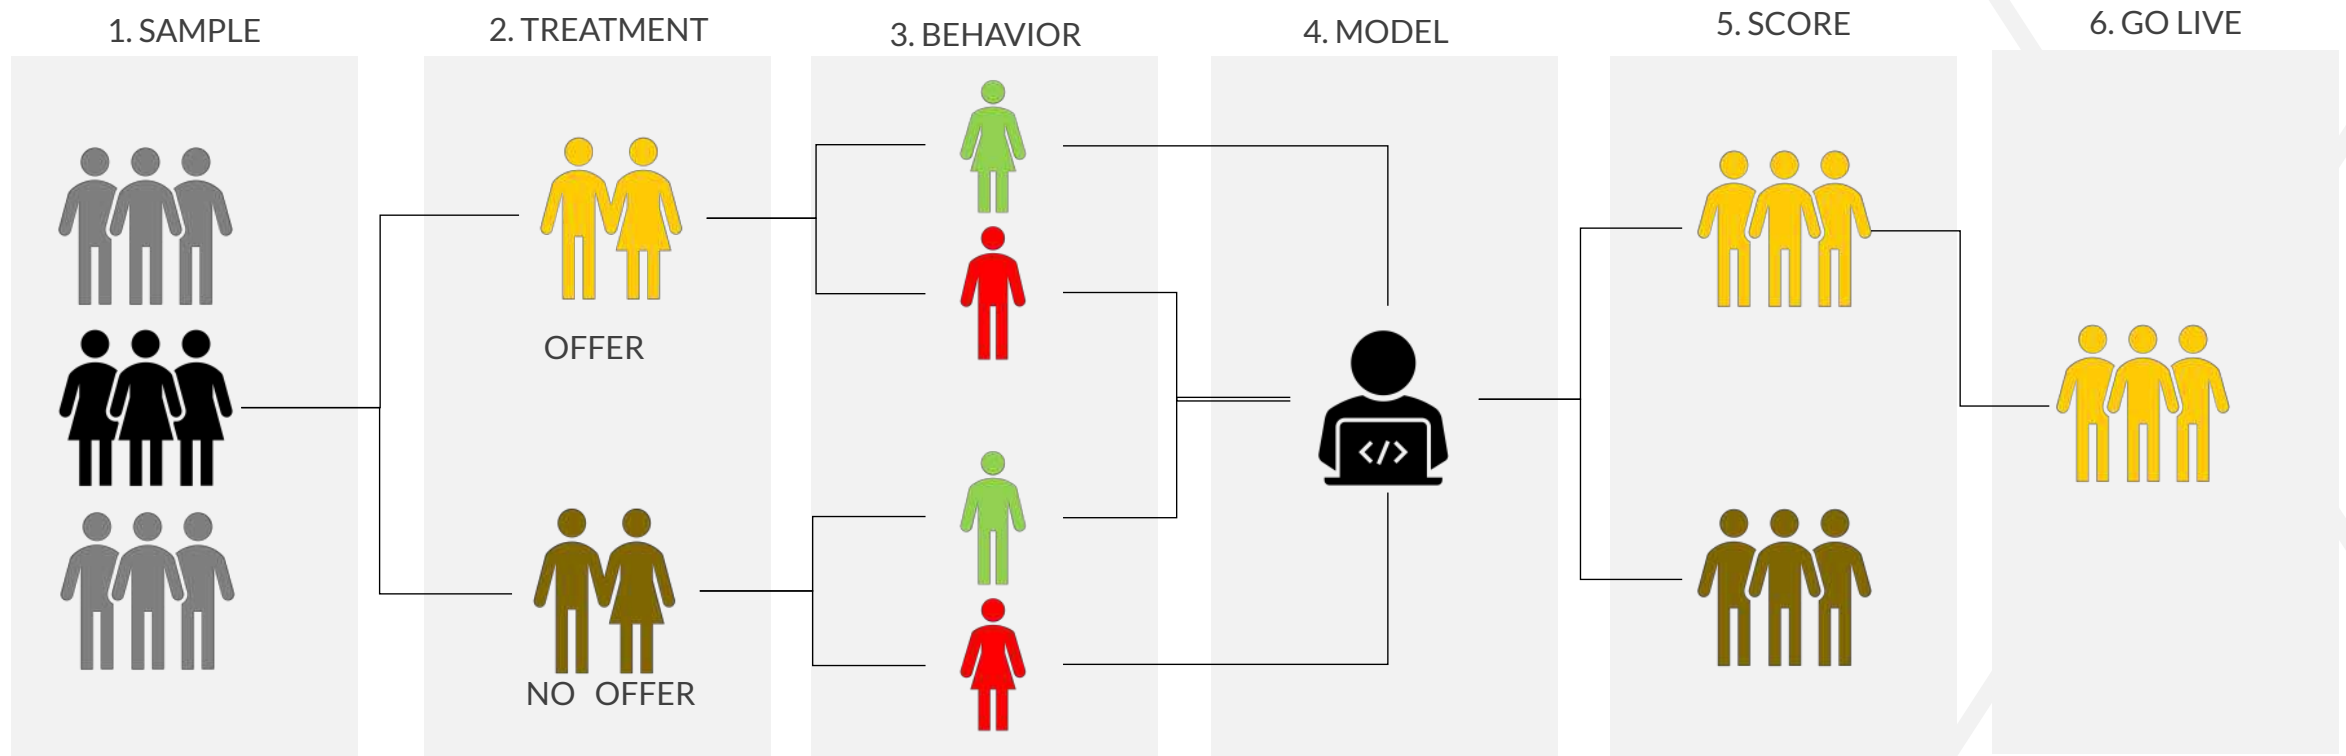 1. SAMPLE
2. TREATMENT
3. BEHAVIOR
4. MODEL
5. SCORE
6. GO LIVE
OFFER
</>
NO OFFER